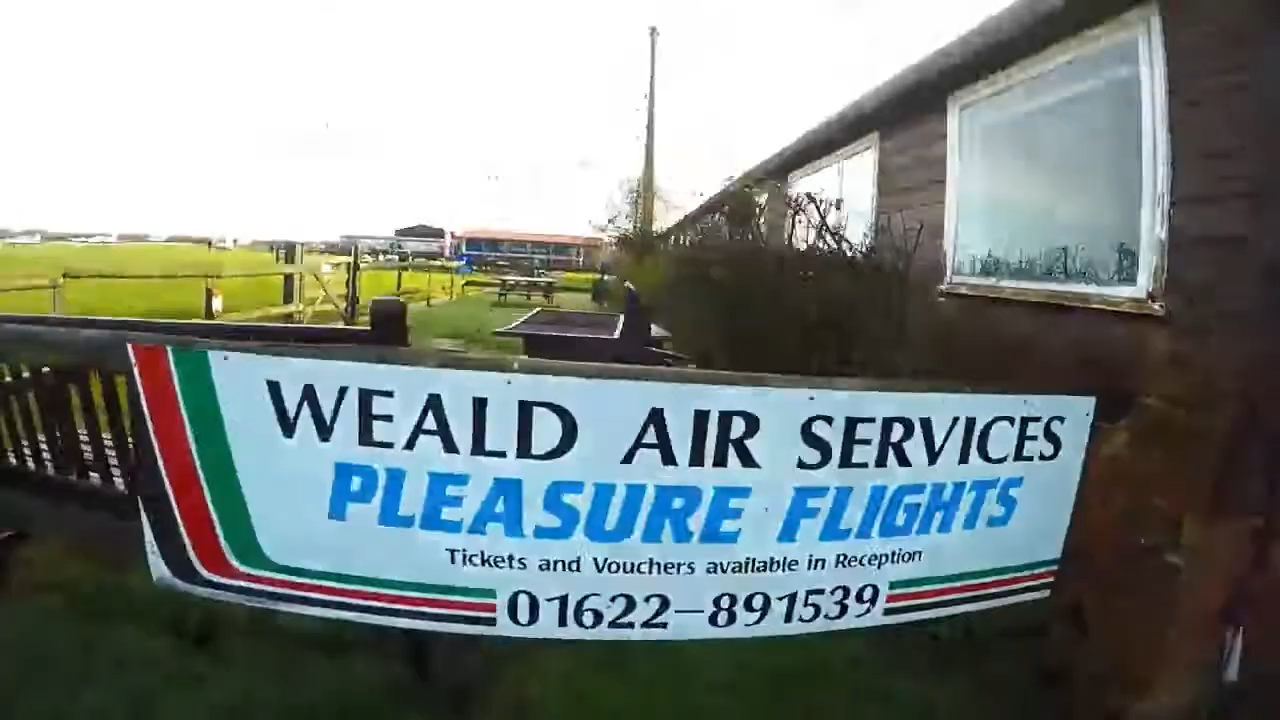 WEALD AIR SERVICES
PLEASURE FLIGHTS
Tickets and Vouchers available in Reception
01622-891539